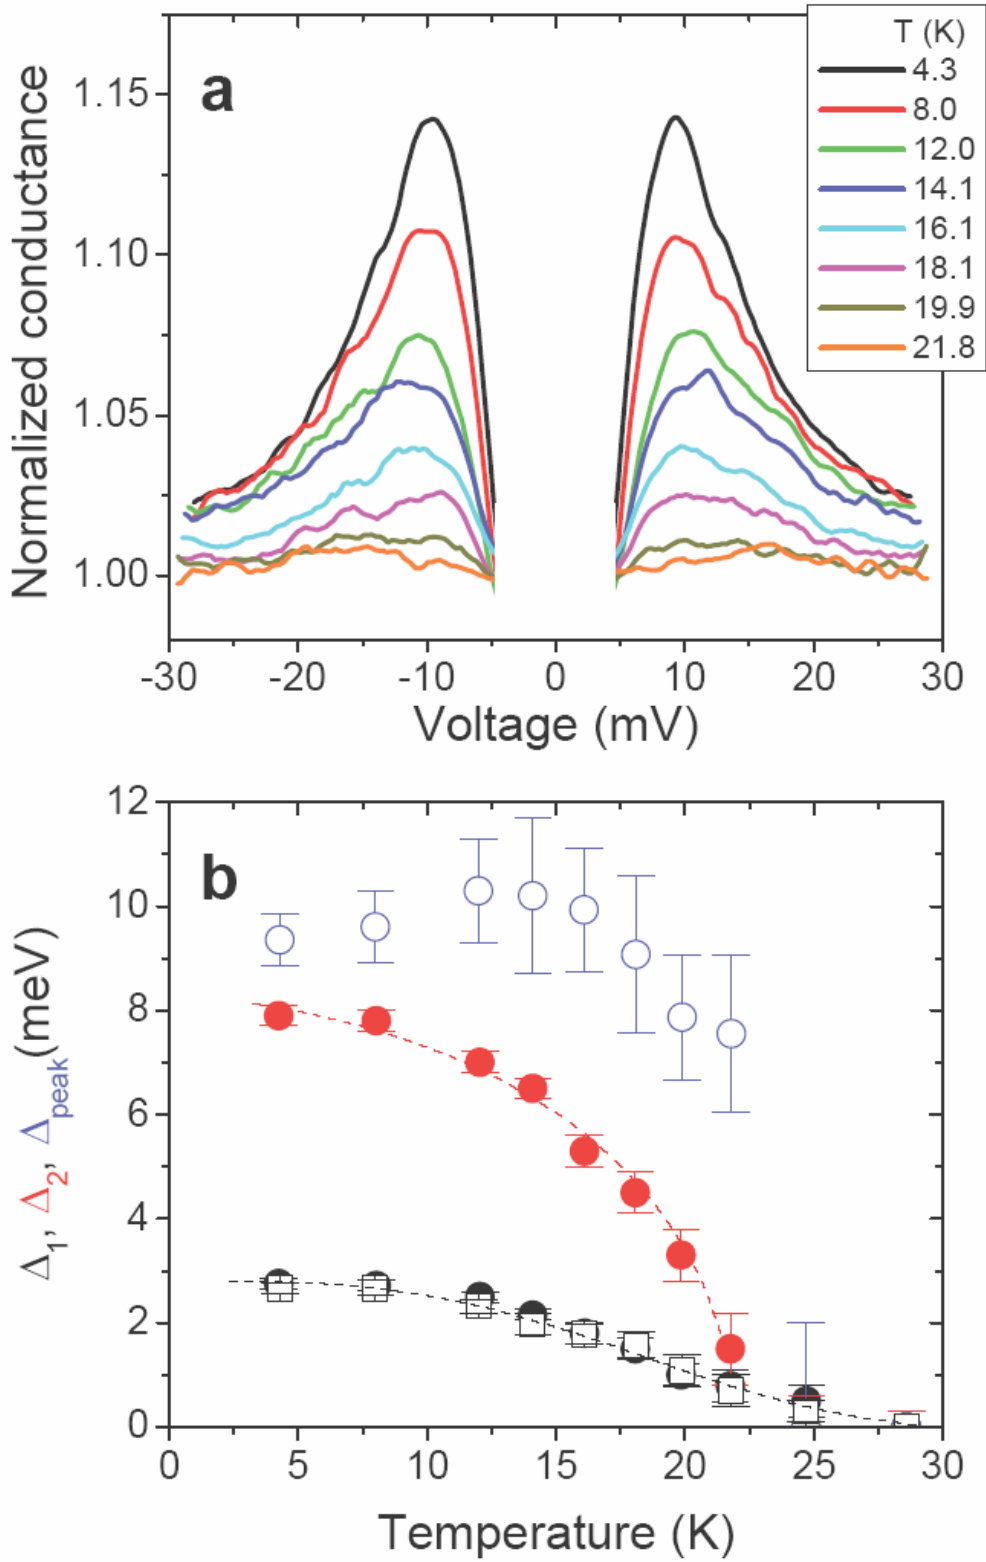 a
T (K)
4.3
8.0
12.0
14.1
16.1
18.1
19.9
21.8
Normalized conductance
1.15
1.10
1.05
1.00
-30 -20 -10 0 10 20 30
Voltage (mV)
b
Δ1, Δ2, Δpeak(meV)
12
10
8
6
4
2
0
0 5 10 15 20 25 30
Temperature (K)